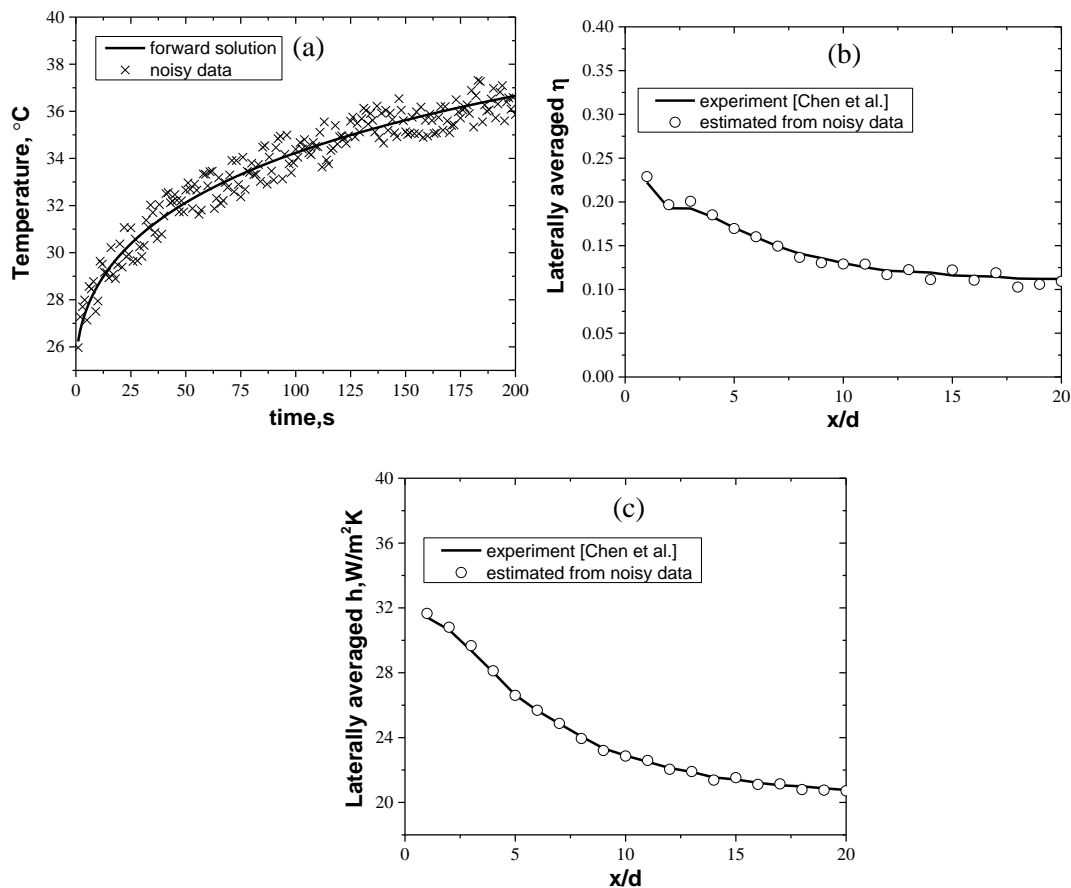 (a)
forward solution
noisy data
Temperature, °C
40
38
36
34
32
30
28
26
0 25 50 75 100 125 150 175 200
time,s
(b)
experiment [Chen et al.]
estimated from noisy data
Laterally averaged η
0.40
0.35
0.30
0.25
0.20
0.15
0.10
0.05
0.00
0 5 10 15 20
x/d
(c)
experiment [Chen et al.]
estimated from noisy data
Laterally averaged h,W/m²K
40
36
32
28
24
20
0 5 10 15 20
x/d